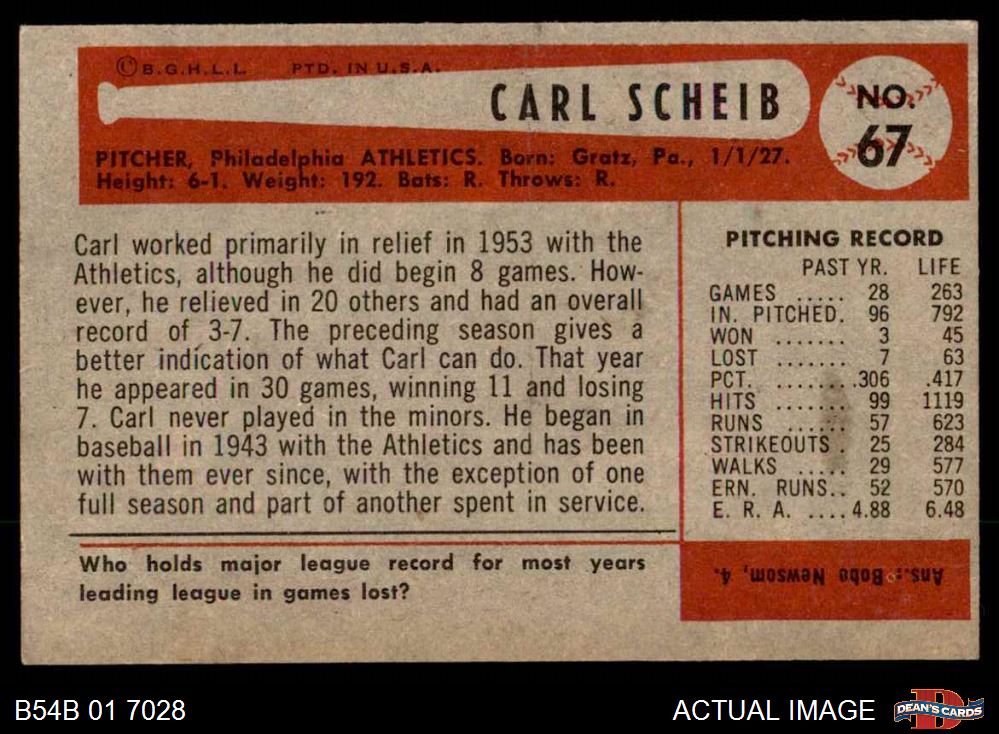 ©B.G.H.L.I. PTD. IN U.S.A.
CARL SCHEIB
NO.
67
PITCHER, Philadelphia ATHLETICS. Born: Gratz, Pa., 1/1/27.
Height: 6-1. Weight: 192. Bats: R. Throws: R.
Carl worked primarily in relief in 1953 with the
Athletics, although he did begin 8 games. How-
ever, he relieved in 20 others and had an overall
record of 3-7. The preceding season gives a
better indication of what Carl can do. That year
he appeared in 30 games, winning 11 and losing
7. Carl never played in the minors. He began in
baseball in 1943 with the Athletics and has been
with them ever since, with the exception of one
full season and part of another spent in service.
PITCHING RECORD
PAST YR. LIFE
GAMES ..... 28 263
IN. PITCHED. 96 792
WON ....... 3 45
LOST ...... 7 63
PCT. ........306 .417
HITS ....... 99 1119
RUNS ...... 57 623
STRIKEOUTS . 25 284
WALKS ..... 29 577
ERN. RUNS.. 52 570
E. R. A. ....4.88 6.48
Who holds major league record for most years
leading league in games lost?
Ans.: Bobo Newsom, 4.
B54B 01 7028
ACTUAL IMAGE
DEAN'S CARDS